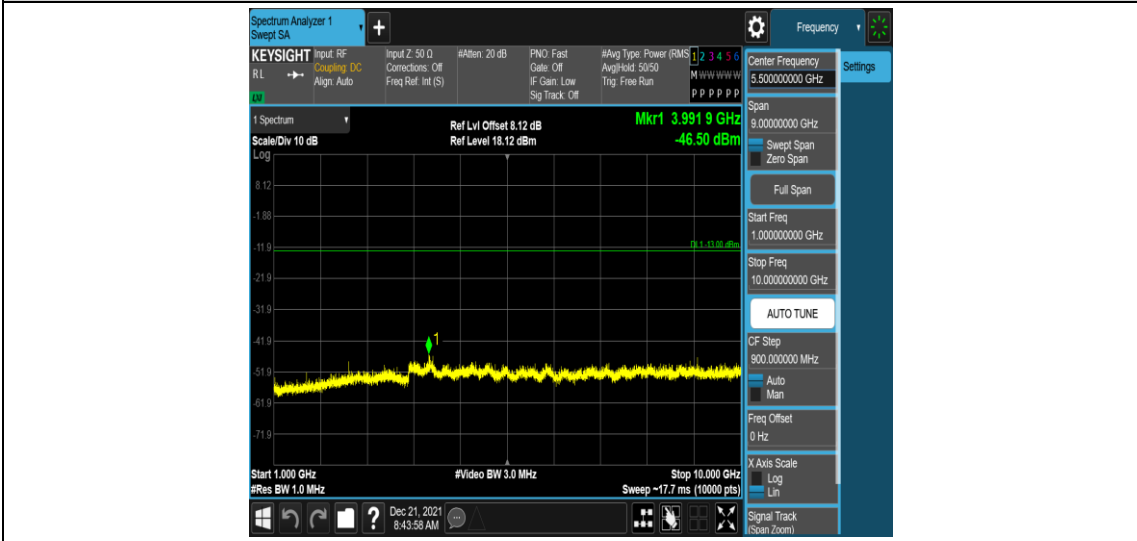 Spectrum Analyzer 1
Swept SA
+
Frequency
KEYSIGHT
R L
LXI
Input: RF
Coupling: DC
Align: Auto
Input Z: 50 Ω
Corrections: Off
Freq Ref: Int (S)
#Atten: 20 dB
PNO: Fast
Gate: Off
IF Gain: Low
Sig Track: Off
#Avg Type: Power (RMS
Avg|Hold: 50/50
Trig: Free Run
1 2 3 4 5 6
M W W W W W
P P P P P P
1 Spectrum
Scale/Div 10 dB
Log
Ref Lvl Offset 8.12 dB
Ref Level 18.12 dBm
Mkr1 3.991 9 GHz
-46.50 dBm
8.12
-1.88
-11.9
DL1 -13.00 dBm
-21.9
-31.9
-41.9
1
-51.9
-61.9
-71.9
Start 1.000 GHz
#Video BW 3.0 MHz
Stop 10.000 GHz
#Res BW 1.0 MHz
Sweep ~17.7 ms (10000 pts)
?
Dec 21, 2021
8:43:58 AM
Settings
Center Frequency
5.500000000 GHz
Span
9.00000000 GHz
Swept Span
Zero Span
Full Span
Start Freq
1.000000000 GHz
Stop Freq
10.000000000 GHz
AUTO TUNE
CF Step
900.000000 MHz
Auto
Man
Freq Offset
0 Hz
X Axis Scale
Log
Lin
Signal Track
(Span Zoom)